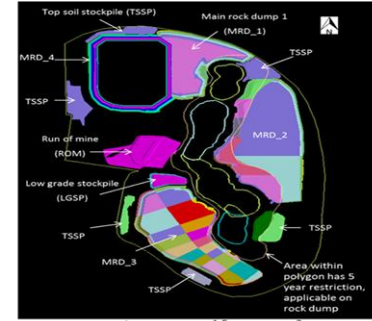 Top soil stockpile (TSSP)
Main rock dump 1
(MRD_1)
N
MRD_4
TSSP
TSSP
MRD_2
Run of mine
(ROM)
Low grade stockpile
(LGSP)
TSSP
TSSP
MRD_3
TSSP
Area within
polygon has 5
year restriction,
applicable on
rock dump